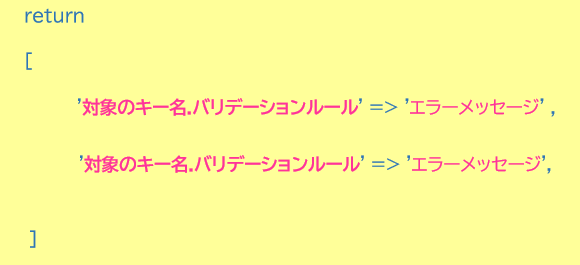 return
[
'対象のキー名.バリデーションルール' => 'エラーメッセージ' ,
'対象のキー名.バリデーションルール' => 'エラーメッセージ',
]